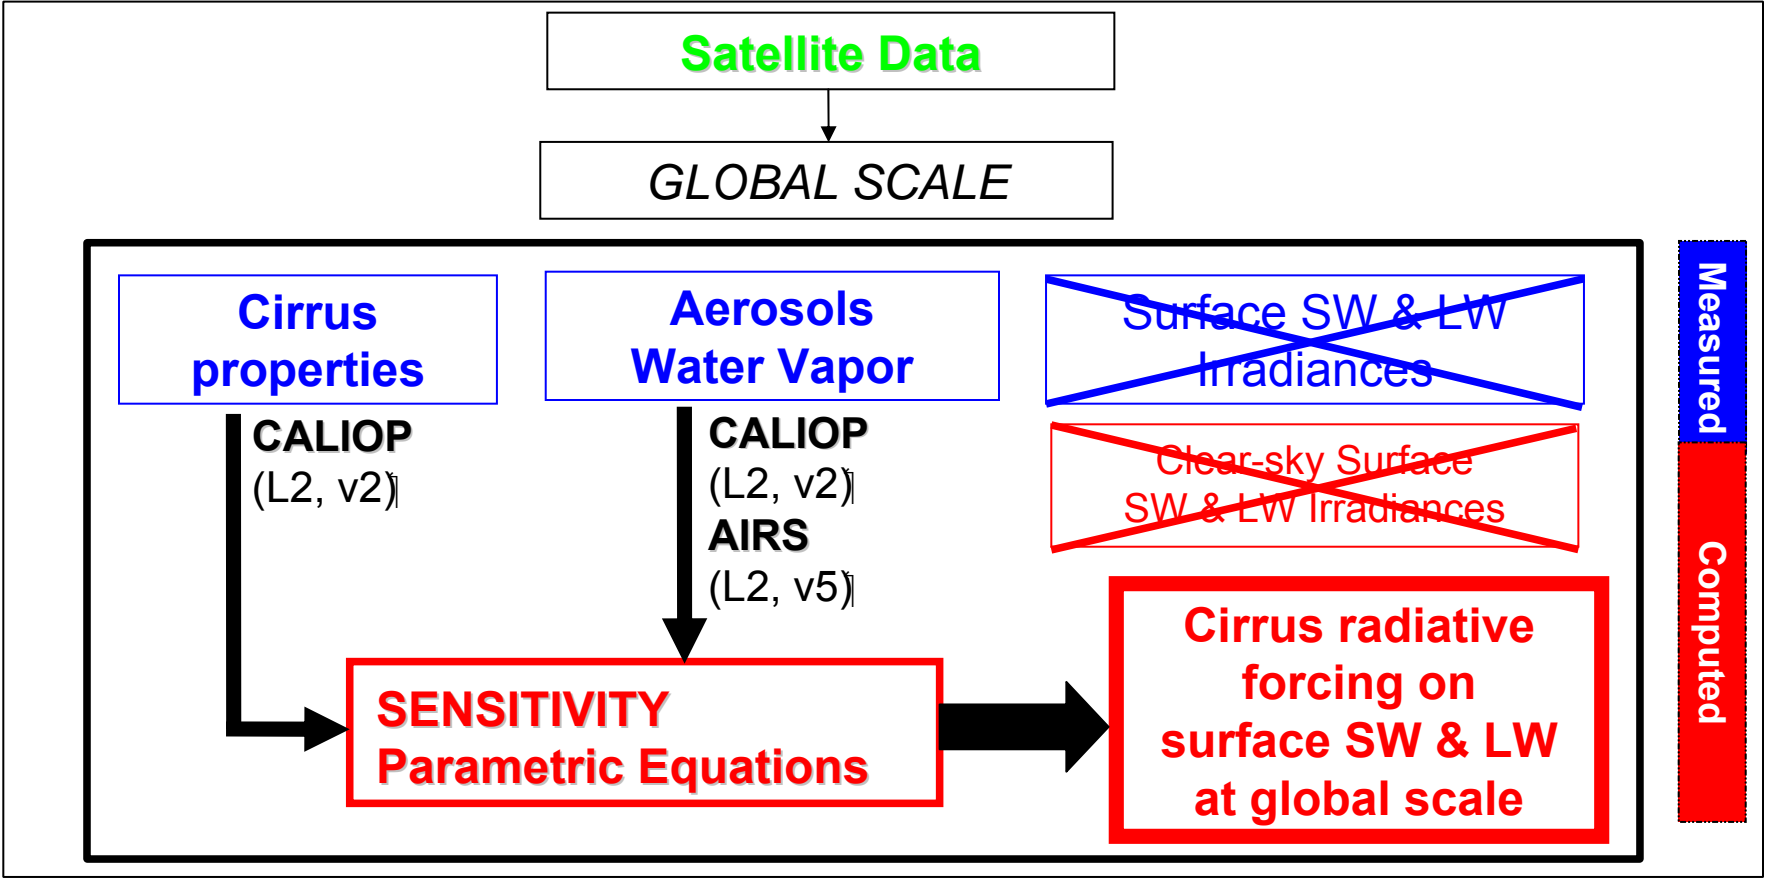 Satellite Data
GLOBAL SCALE
Cirrus
properties
Aerosols
Water Vapor
Surface SW & LW
Irradiances
CALIOP
(L2, v2)
CALIOP
(L2, v2)
AIRS
(L2, v5)
Clear-sky Surface
SW & LW Irradiances
SENSITIVITY
Parametric Equations
Cirrus radiative
forcing on
surface SW & LW
at global scale
Measured
Computed